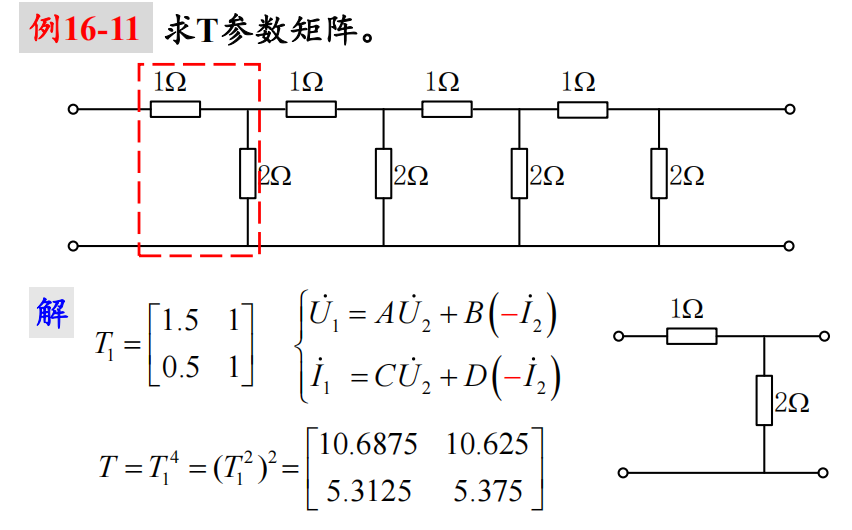 例16-11 求T参数矩阵。
1Ω 1Ω 1Ω 1Ω
2Ω 2Ω 2Ω 2Ω
解
T₁ = [1.5 1; 0.5 1]
U̇₁ = AU̇₂ + B(−İ₂)
İ₁ = CU̇₂ + D(−İ₂)
1Ω
2Ω
T = T₁⁴ = (T₁²)² = [10.6875 10.625; 5.3125 5.375]